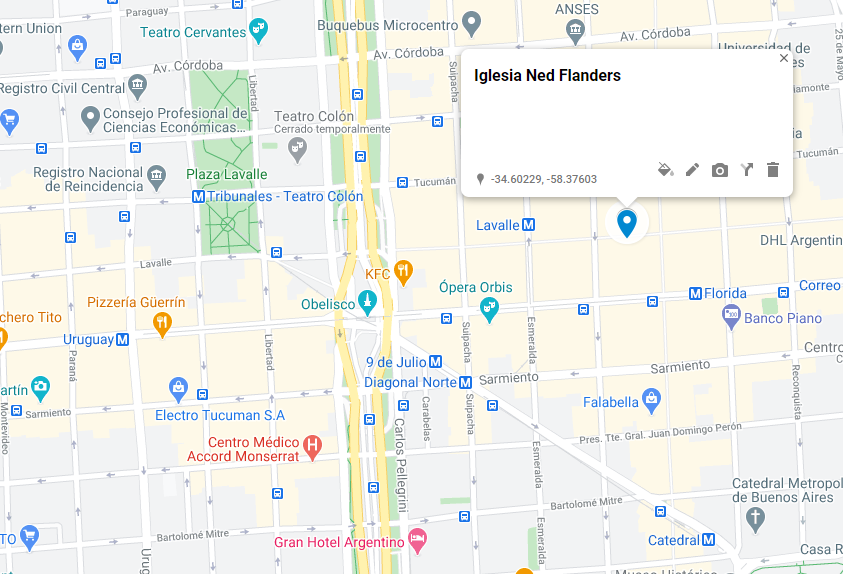 ANSES
Paraguay
tern Union
Teatro Cervantes
Buquebus Microcentro
Av. Córdoba
Av. Córdoba
Av. Córdoba
Universidad de
25 de Mayo
Registro Civil Central
Libertad
Suipacha
Iglesia Ned Flanders
iamonte
Consejo Profesional de
Ciencias Económicas...
Teatro Colón
Cerrado temporalmente
ia
Tucumán
Registro Nacional
de Reincidencia
Plaza Lavalle
Tucumán
-34.60229, -58.37603
Tribunales - Teatro Colón
Lavalle
DHL Argentin
Lavalle
KFC
Ópera Orbis
Correo
Florida
Pizzería Güerrín
Obelisco
chero Tito
Banco Piano
Uruguay
Libertad
Suipacha
Esmeralda
Centro
Paraná
9 de Julio
Sarmiento
Diagonal Norte
Sarmiento
artín
Reconquista
Montevideo
Sarmiento
Electro Tucuman S.A
Carabelas
Suipacha
Falabella
Pres. Tte. Gral. Juan Domingo Perón
Centro Médico
Accord Monserrat
Carlos Pellegrini
Esmeralda
Catedral Metropol
de Buenos Aires
Bartolomé Mitre
Bartolomé Mitre
TO
Gran Hotel Argentino
Catedral
Casa R
Urug
Museo Histórico